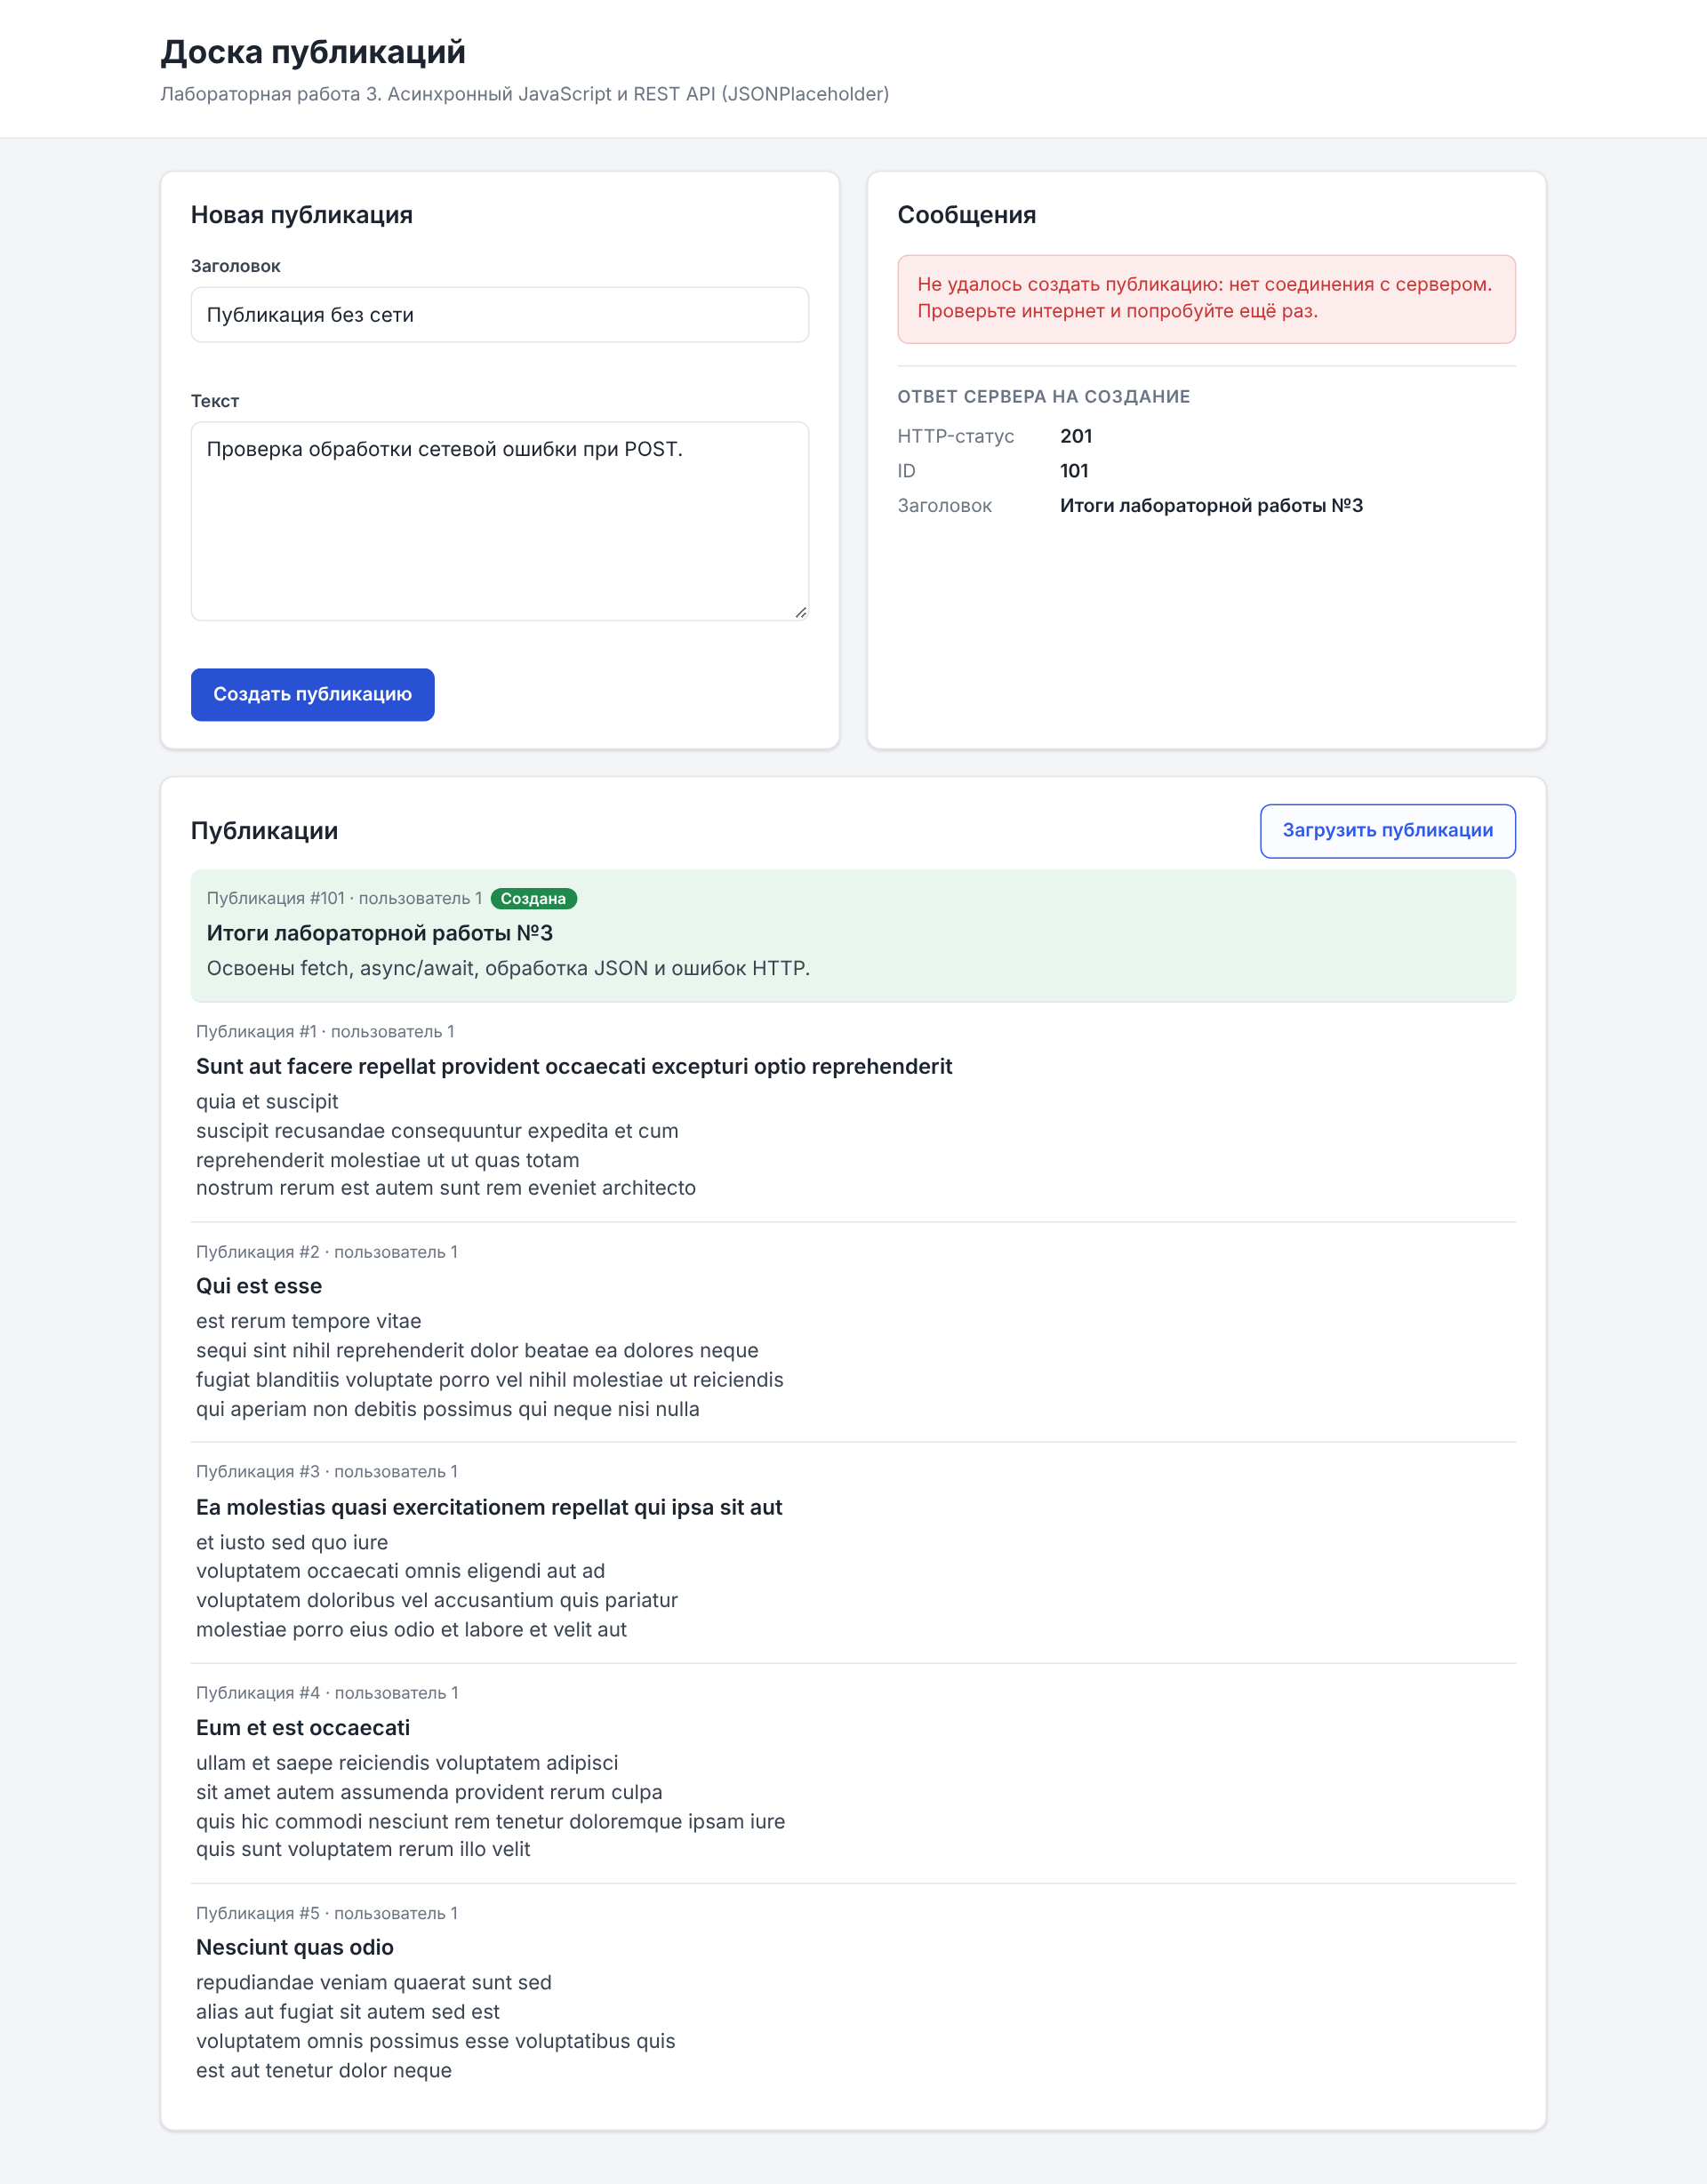 Доска публикаций
Лабораторная работа 3. Асинхронный JavaScript и REST API (JSONPlaceholder)
Новая публикация
Заголовок
Публикация без сети
Текст
Проверка обработки сетевой ошибки при POST.
Создать публикацию
Сообщения
Не удалось создать публикацию: нет соединения с сервером.
Проверьте интернет и попробуйте ещё раз.
ОТВЕТ СЕРВЕРА НА СОЗДАНИЕ
HTTP-статус 201
ID 101
Заголовок Итоги лабораторной работы №3
Публикации
Загрузить публикации
Публикация #101 · пользователь 1 Создана
Итоги лабораторной работы №3
Освоены fetch, async/await, обработка JSON и ошибок HTTP.
Публикация #1 · пользователь 1
Sunt aut facere repellat provident occaecati excepturi optio reprehenderit
quia et suscipit
suscipit recusandae consequuntur expedita et cum
reprehenderit molestiae ut ut quas totam
nostrum rerum est autem sunt rem eveniet architecto
Публикация #2 · пользователь 1
Qui est esse
est rerum tempore vitae
sequi sint nihil reprehenderit dolor beatae ea dolores neque
fugiat blanditiis voluptate porro vel nihil molestiae ut reiciendis
qui aperiam non debitis possimus qui neque nisi nulla
Публикация #3 · пользователь 1
Ea molestias quasi exercitationem repellat qui ipsa sit aut
et iusto sed quo iure
voluptatem occaecati omnis eligendi aut ad
voluptatem doloribus vel accusantium quis pariatur
molestiae porro eius odio et labore et velit aut
Публикация #4 · пользователь 1
Eum et est occaecati
ullam et saepe reiciendis voluptatem adipisci
sit amet autem assumenda provident rerum culpa
quis hic commodi nesciunt rem tenetur doloremque ipsam iure
quis sunt voluptatem rerum illo velit
Публикация #5 · пользователь 1
Nesciunt quas odio
repudiandae veniam quaerat sunt sed
alias aut fugiat sit autem sed est
voluptatem omnis possimus esse voluptatibus quis
est aut tenetur dolor neque